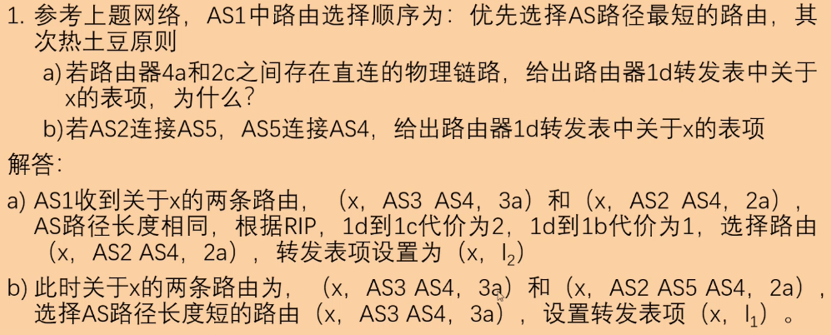 1. 参考上题网络，AS1中路由选择顺序为：优先选择AS路径最短的路由，其
次热土豆原则
a)若路由器4a和2c之间存在直连的物理链路，给出路由器1d转发表中关于
x的表项，为什么？
b)若AS2连接AS5，AS5连接AS4，给出路由器1d转发表中关于x的表项
解答：
a) AS1收到关于x的两条路由，（x，AS3 AS4，3a）和（x，AS2 AS4，2a），
AS路径长度相同，根据RIP，1d到1c代价为2，1d到1b代价为1，选择路由
（x，AS2 AS4，2a），转发表项设置为（x，I₂）
b) 此时关于x的两条路由为，（x，AS3 AS4，3a）和（x，AS2 AS5 AS4，2a），
选择AS路径长度短的路由（x，AS3 AS4，3a），设置转发表项（x，I₁）。